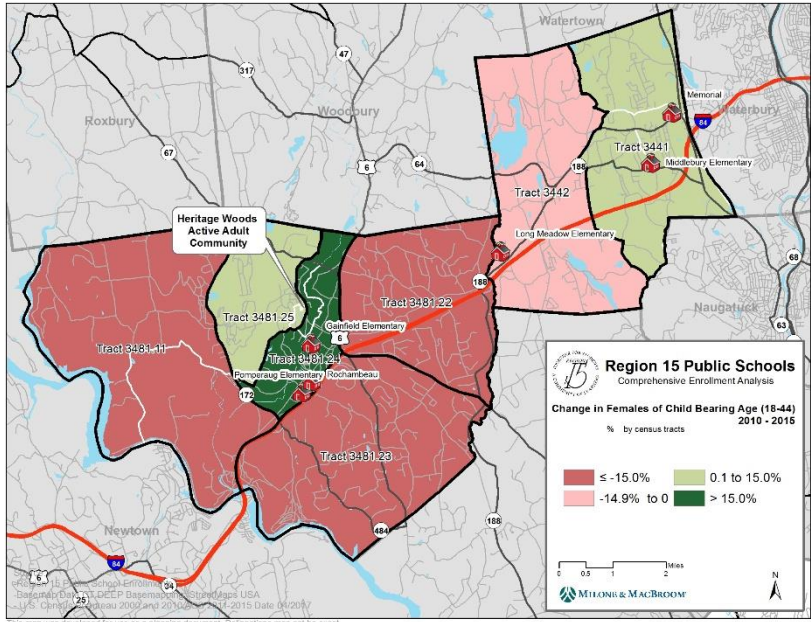 Watertown
47
317
Memorial
Woodbury
Roxbury
84
Waterbury
67
6
64
Tract 3441
188
Middlebury Elementary
Tract 3442
Heritage Woods
Active Adult
Community
Long Meadow Elementary
68
188
Tract 3481.22
Naugatuck
Tract 3481.25
63
Gainfield Elementary
6
Tract 3481.11
Tract 3481.24
Pomperaug Elementary
Rochambeau
172
Tract 3481.23
188
484
Newtown
84
6
34
25
Region 15 Public Schools
Comprehensive Enrollment Analysis
15
Change in Females of Child Bearing Age (18-44)
2010 - 2015
% by census tracts
≤ -15.0%
0.1 to 15.0%
-14.9% to 0
> 15.0%
0 0.5 1 2
Miles
N
MILONE & MACBROOM